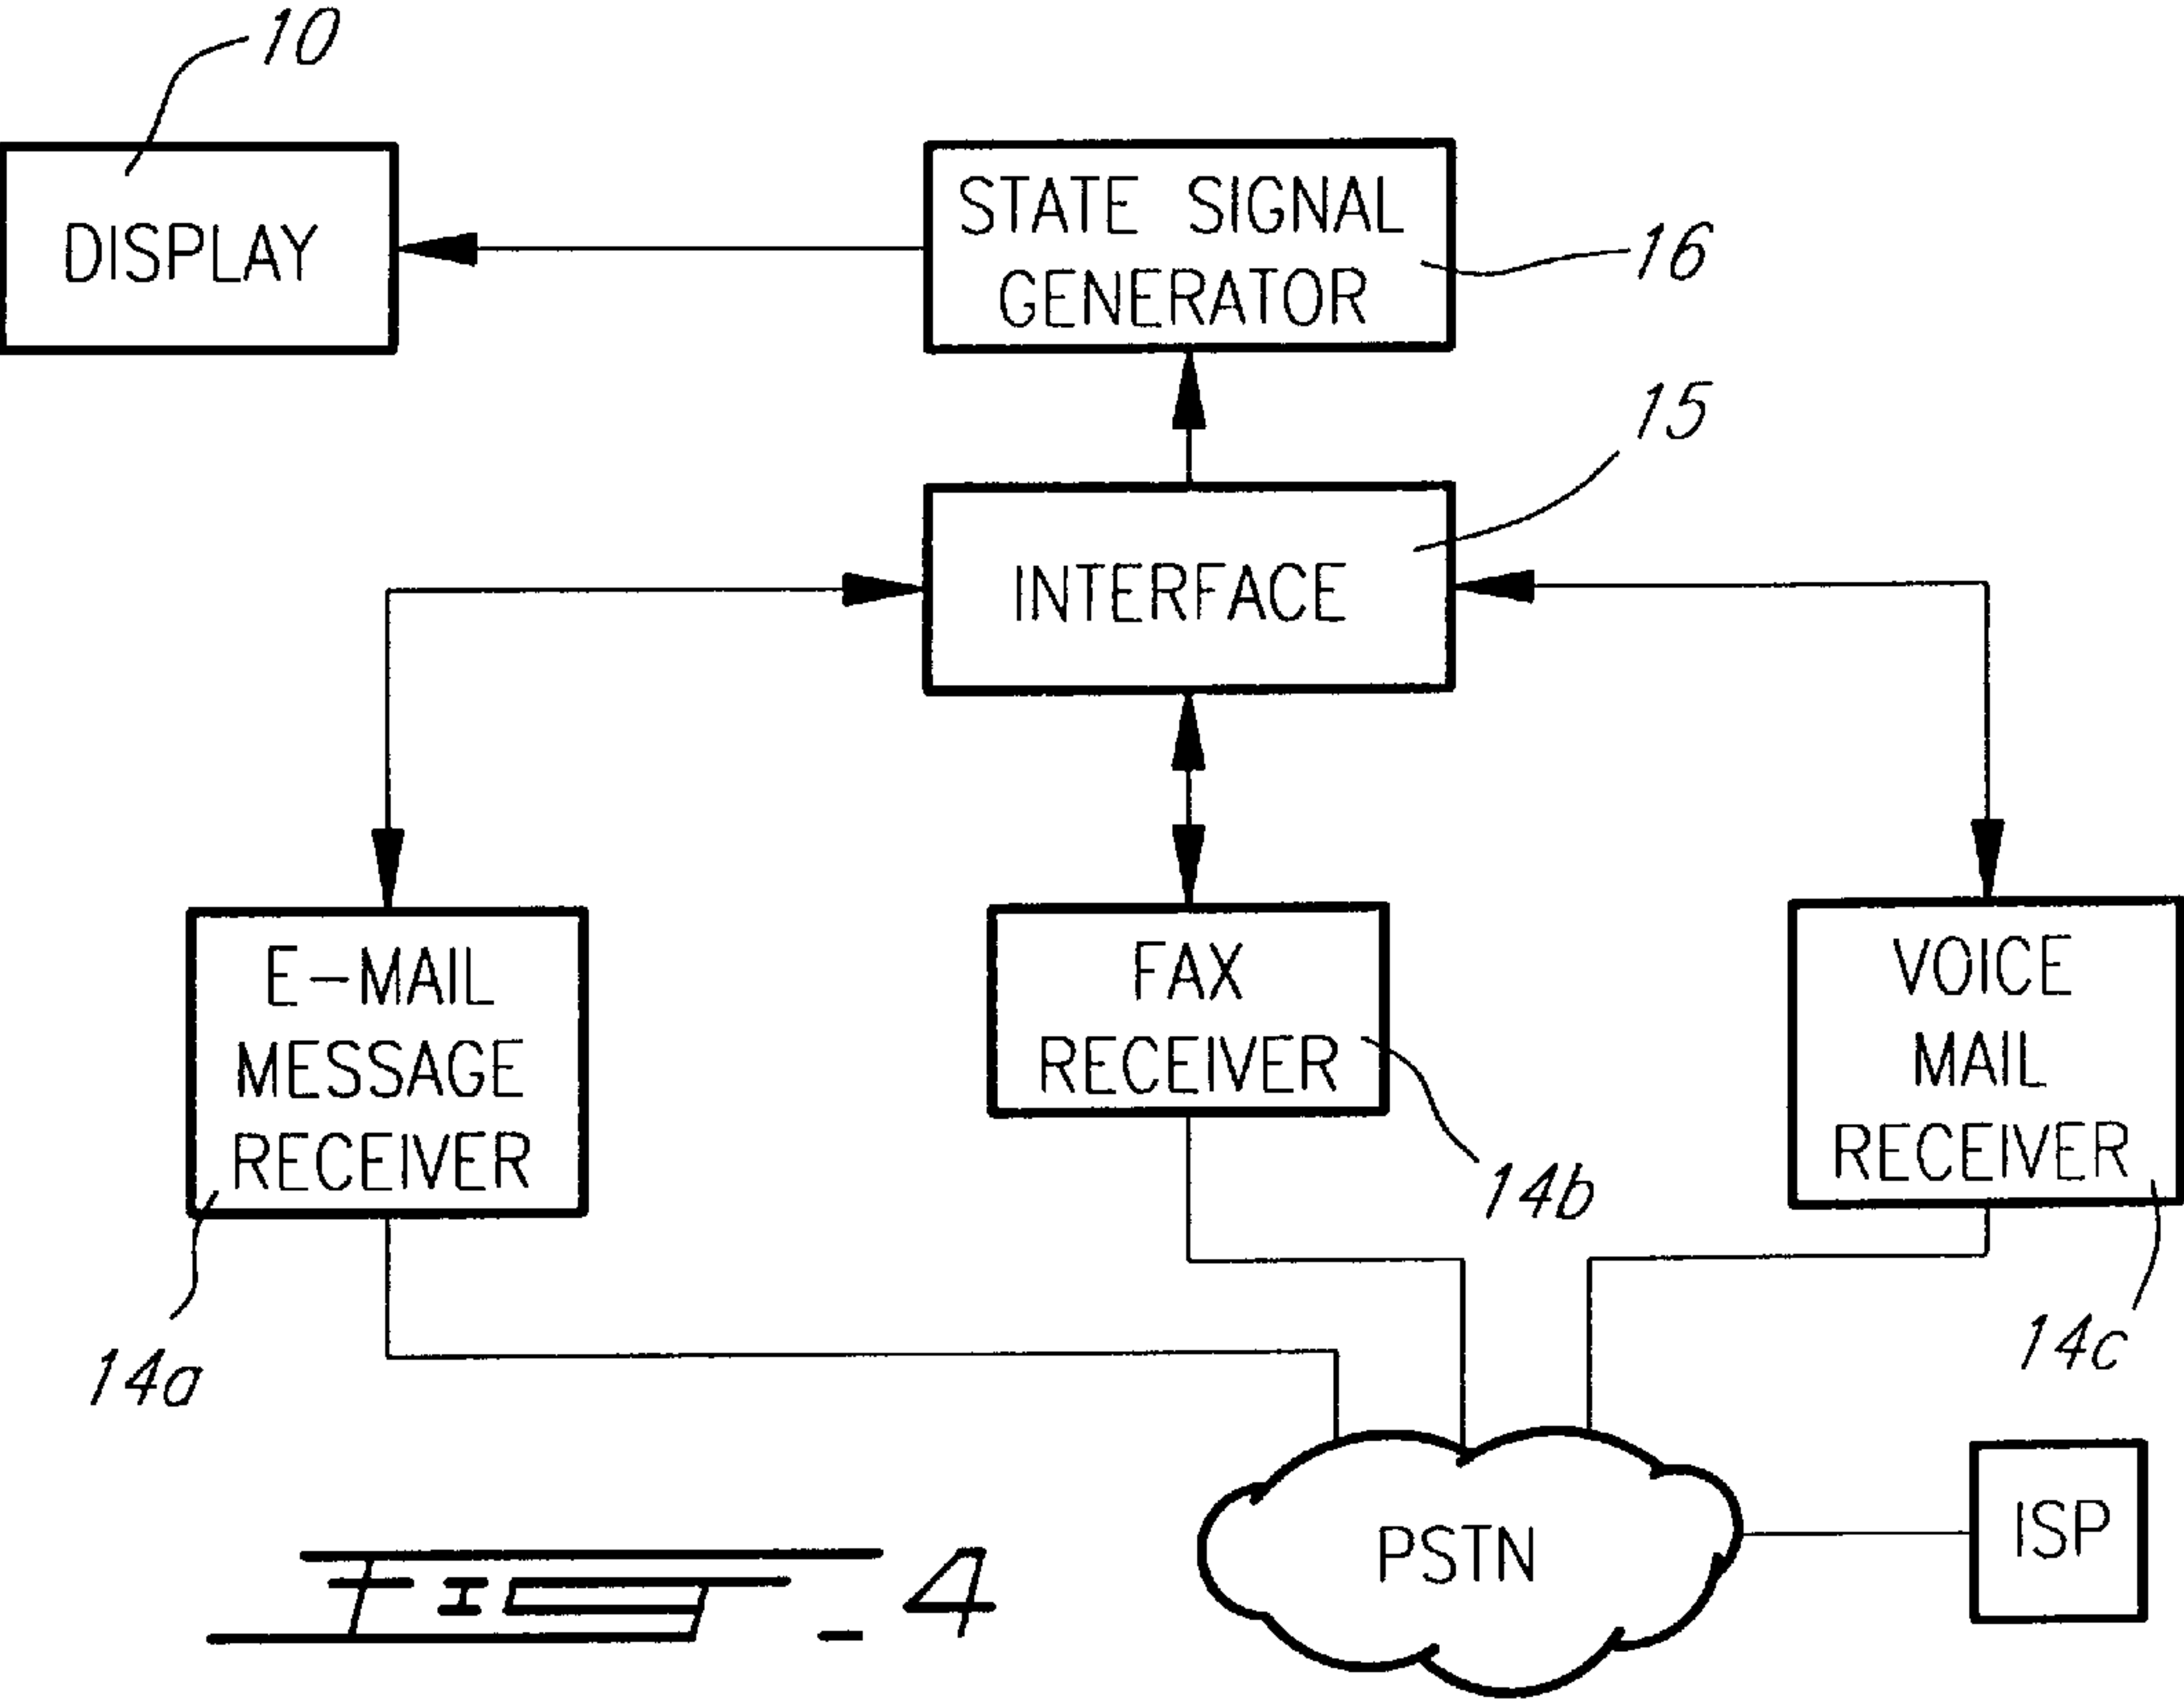 10
DISPLAY
STATE SIGNAL
GENERATOR
16
15
INTERFACE
E-MAIL
MESSAGE
RECEIVER
14a
FAX
RECEIVER
14b
VOICE
MAIL
RECEIVER
14c
PSTN
ISP
FIG_4